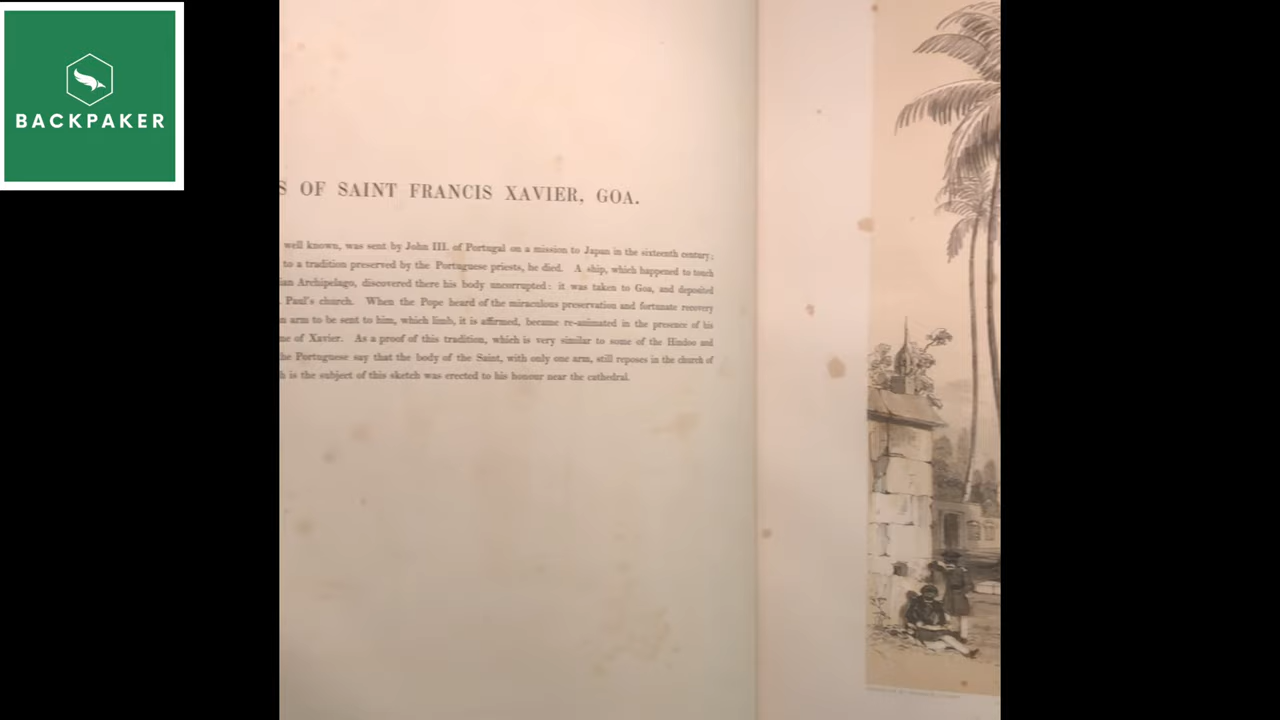 BACKPAKER
S OF SAINT FRANCIS XAVIER, GOA.
well known, was sent by John III. of Portugal on a mission to Japan in the sixteenth century;
to a tradition preserved by the Portuguese priests, he died. A ship, which happened to touch
ian Archipelago, discovered there his body uncorrupted: it was taken to Goa, and deposited
Paul's church. When the Pope heard of the miraculous preservation and fortunate recovery
n arm to be sent to him, which limb, it is affirmed, became re-animated in the presence of his
me of Xavier. As a proof of this tradition, which is very similar to some of the Hindoo and
he Portuguese say that the body of the Saint, with only one arm, still reposes in the church of
h is the subject of this sketch was erected to his honour near the cathedral.